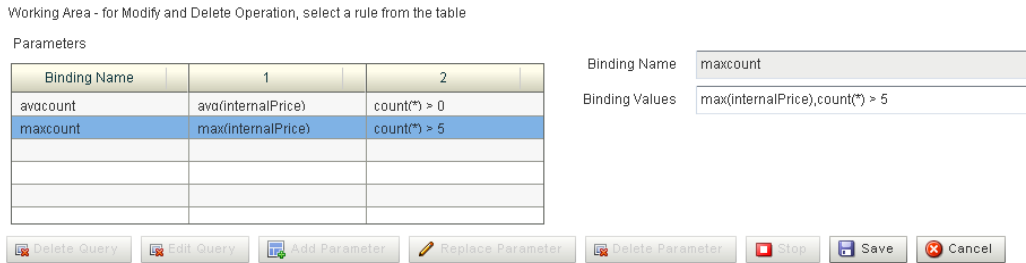 Working Area - for Modify and Delete Operation, select a rule from the table
Parameters
Binding Name 1 2
avgcount avg(internalPrice) count(*) > 0
maxcount max(internalPrice) count(*) > 5
Binding Name maxcount
Binding Values max(internalPrice),count(*) > 5
Delete Query Edit Query Add Parameter Replace Parameter Delete Parameter Stop Save Cancel